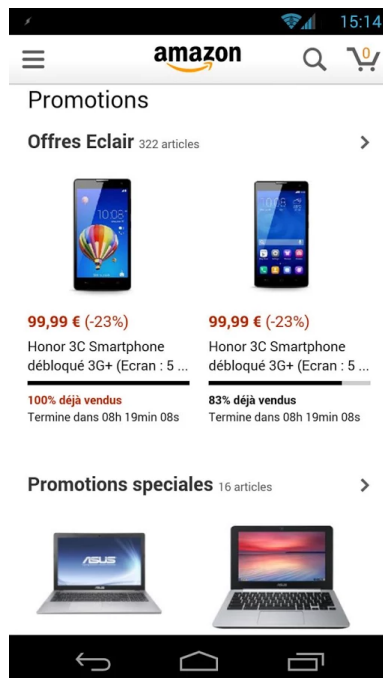 15:14
amazon
0
Promotions
Offres Eclair 322 articles
10:08
99,99 € (-23%)
Honor 3C Smartphone
débloqué 3G+ (Ecran : 5 ...
100% déjà vendus
Termine dans 08h 19min 08s
99,99 € (-23%)
Honor 3C Smartphone
débloqué 3G+ (Ecran : 5 ...
83% déjà vendus
Termine dans 08h 19min 08s
Promotions speciales 16 articles
ASUS